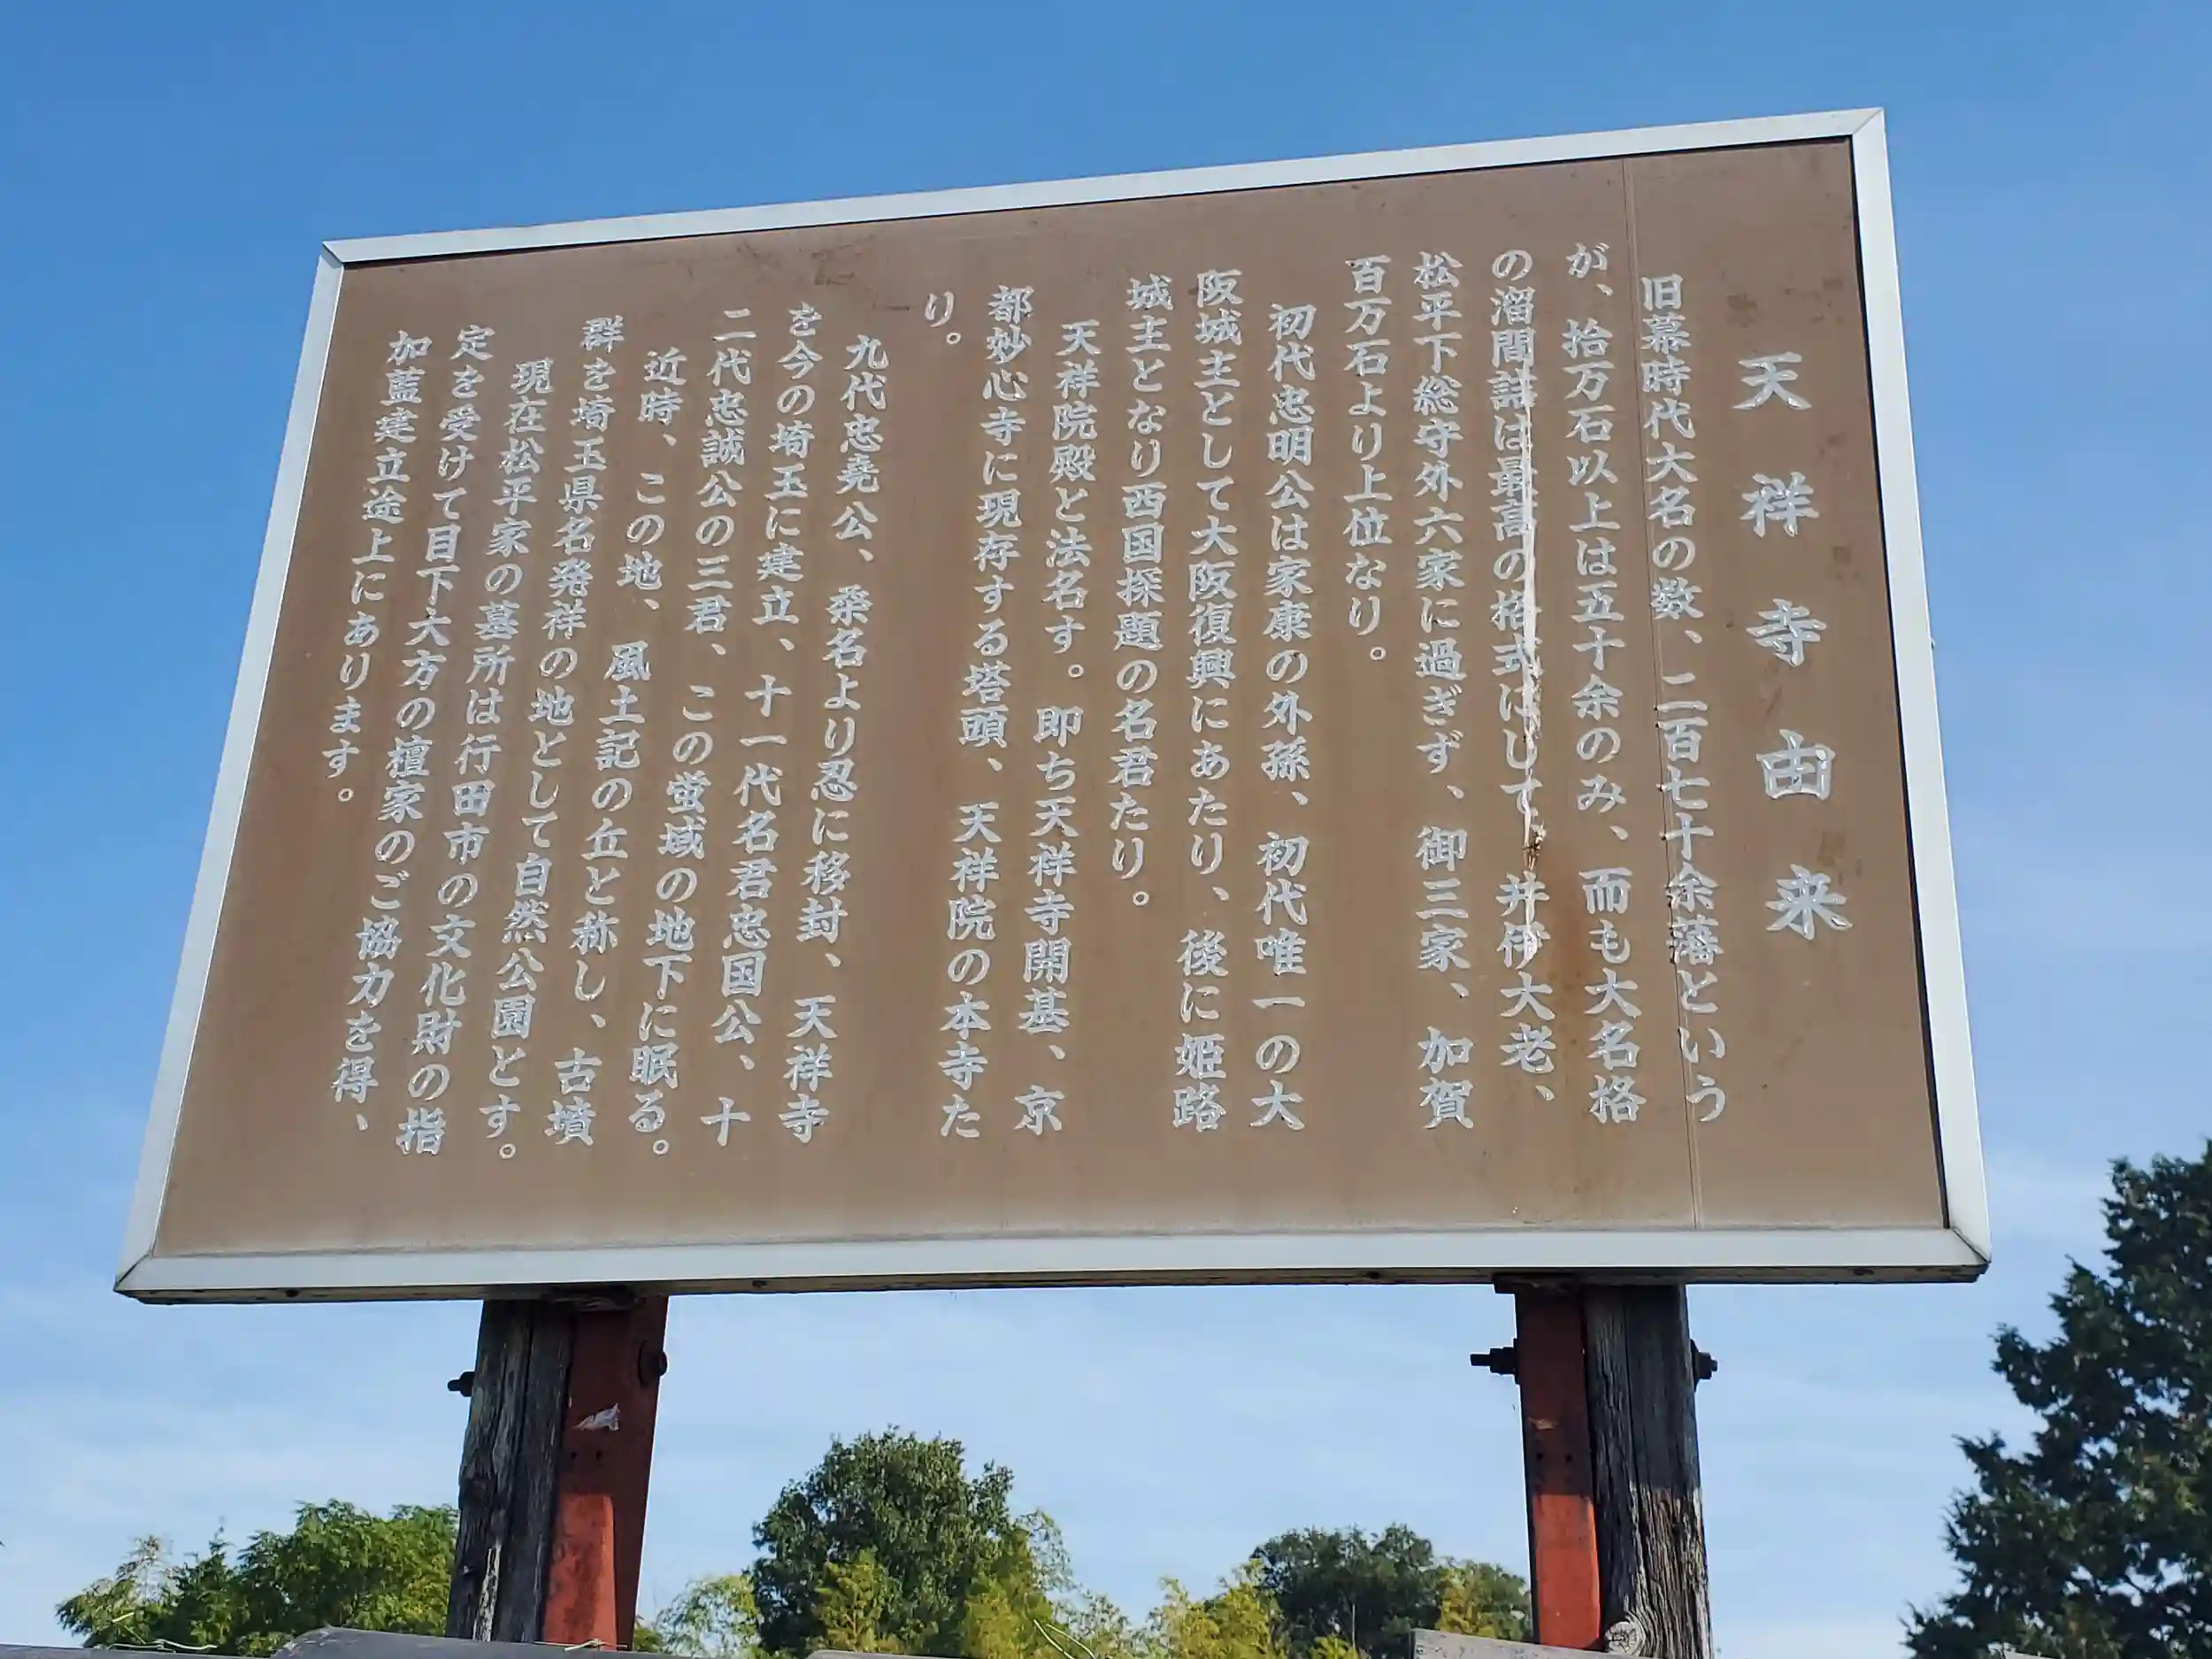 天祥寺由来
旧幕時代大名の数、二百七十余藩という
が、拾万石以上は五十余のみ、而も大名格
の溜間詰は最高の格式にして、井伊大老、
松平下総守外六家に過ぎず、御三家、加賀
百万石より上位なり。
初代忠明公は家康の外孫、初代唯一の大
阪城主として大阪復興にあたり、後に姫路
城主となり西国探題の名君たり。
天祥院殿と法名す。即ち天祥寺開基、京
都妙心寺に現存する塔頭、天祥院の本寺た
り。
九代忠堯公、桑名より忍に移封、天祥寺
を今の埼玉に建立、十一代名君忠国公、十
二代忠誠公の三君、この塋域の地下に眠る。
近時、この地、風土記の丘と称し、古墳
群を埼玉県名発祥の地として自然公園とす。
現在松平家の墓所は行田市の文化財の指
定を受けて目下六方の檀家のご協力を得、
加藍建立途上にあります。